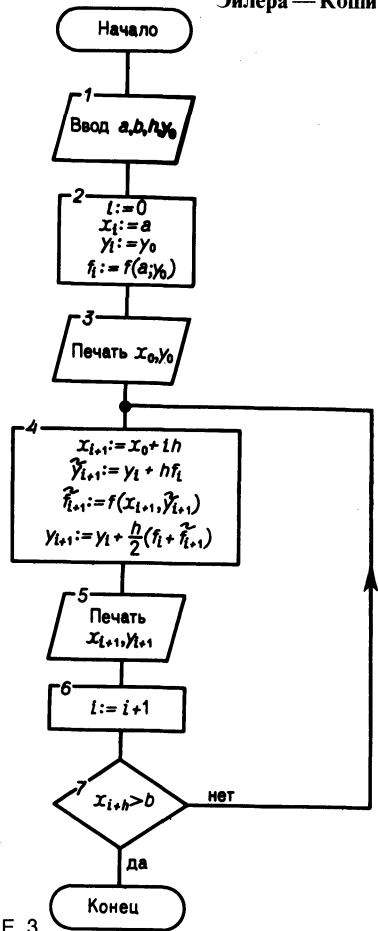 Эйлера — Коши
Начало
1
Ввод a,b,h,y₀
2
i:=0
xᵢ:=a
yᵢ:=y₀
fᵢ:=f(a;y₀)
3
Печать x₀,y₀
4
xᵢ₊₁:=x₀+ih
ỹᵢ₊₁:=yᵢ+hfᵢ
f̃ᵢ₊₁:=f(xᵢ₊₁,ỹᵢ₊₁)
yᵢ₊₁:=yᵢ+h/2(fᵢ+f̃ᵢ₊₁)
5
Печать
xᵢ₊₁,yᵢ₊₁
6
i:=i+1
7
xᵢ₊ₕ>b
нет
да
Конец
Е. 3